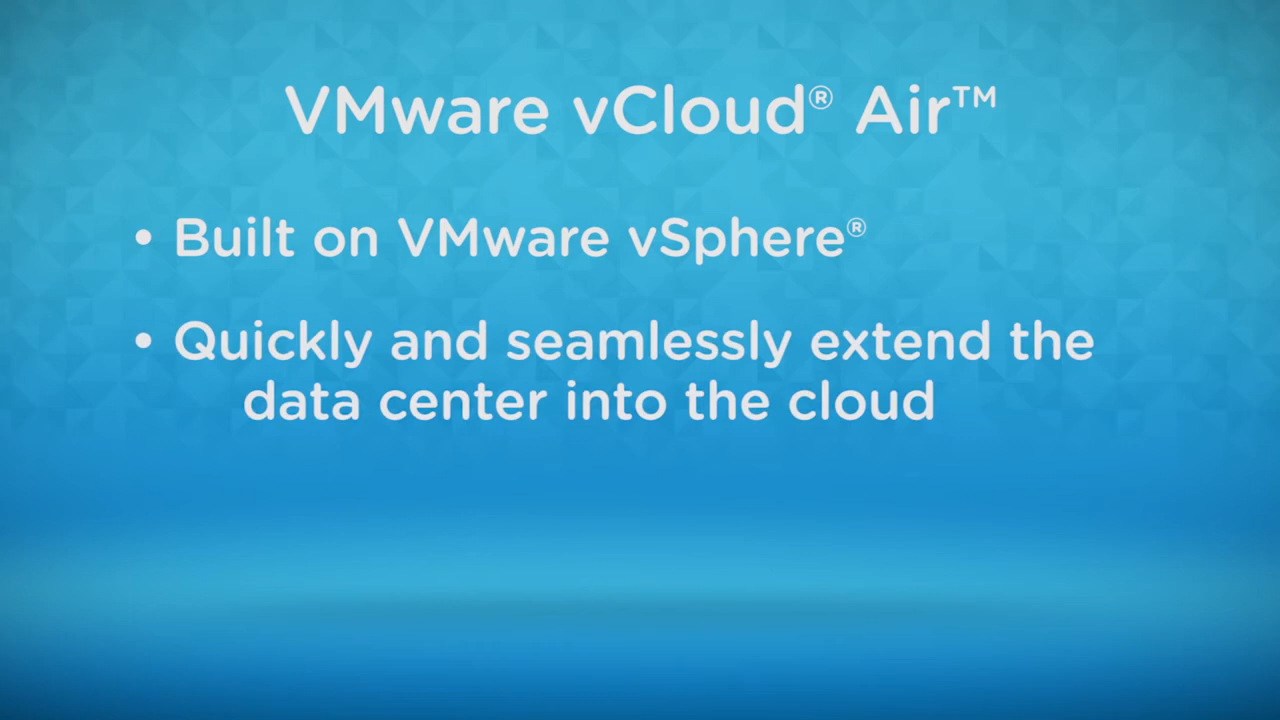 VMware vCloud® Air™
• Built on VMware vSphere®
• Quickly and seamlessly extend the
data center into the cloud